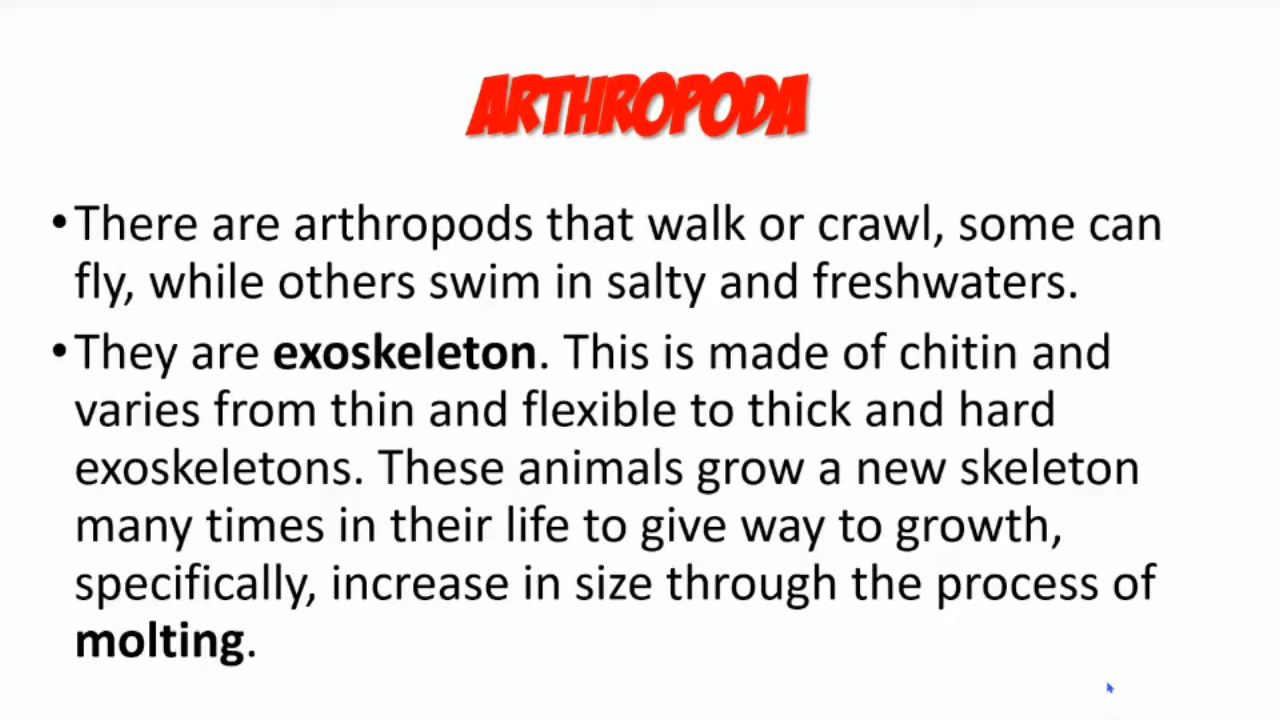 ARTHROPODA
•There are arthropods that walk or crawl, some can
fly, while others swim in salty and freshwaters.
•They are exoskeleton. This is made of chitin and
varies from thin and flexible to thick and hard
exoskeletons. These animals grow a new skeleton
many times in their life to give way to growth,
specifically, increase in size through the process of
molting.